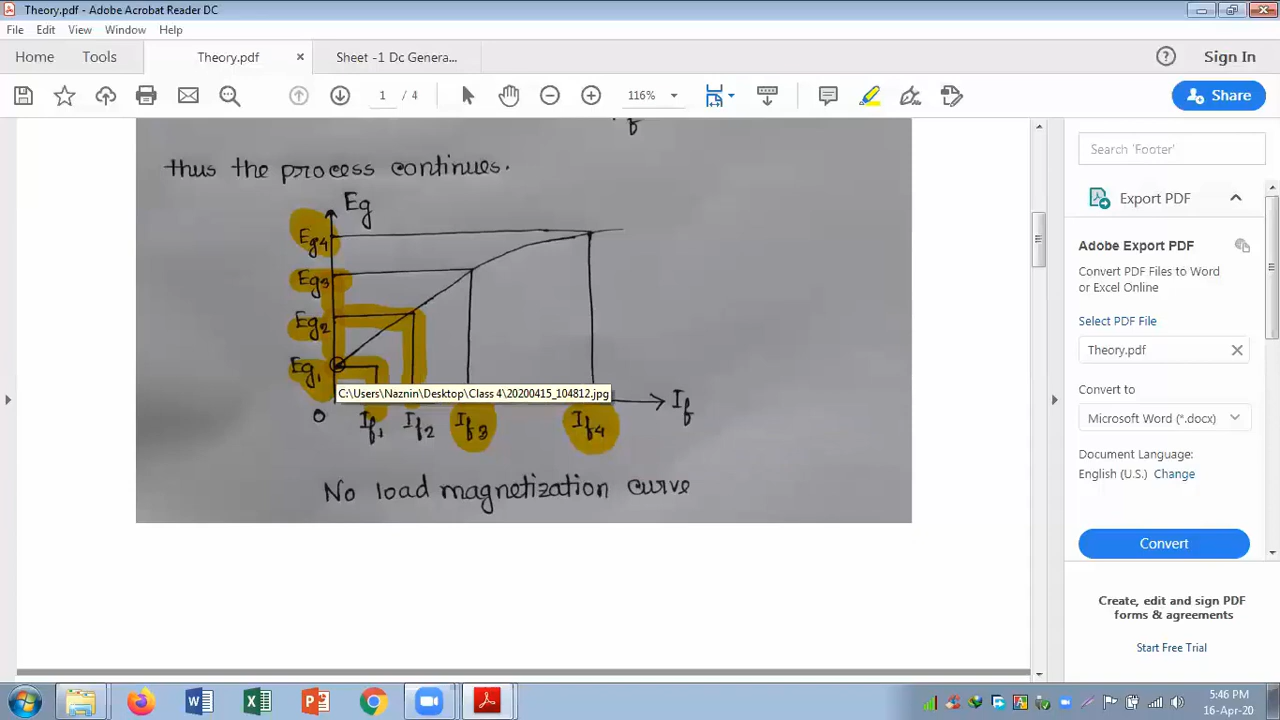 Theory.pdf - Adobe Acrobat Reader DC
File Edit View Window Help
Home Tools Theory.pdf × Sheet -1 Dc Genera... ? Sign In
1 / 4 116% Share
thus the process continues.
Eg
Eg4
Eg3
Eg2
Eg1
C:\Users\Naznin\Desktop\Class 4\20200415_104812.jpg
O If1 If2 If3 If4 If
No load magnetization curve
Search 'Footer'
Export PDF
Adobe Export PDF
Convert PDF Files to Word
or Excel Online
Select PDF File
Theory.pdf
Convert to
Microsoft Word (*.docx)
Document Language:
English (U.S.) Change
Convert
Create, edit and sign PDF
forms & agreements
Start Free Trial
5:46 PM
16-Apr-20